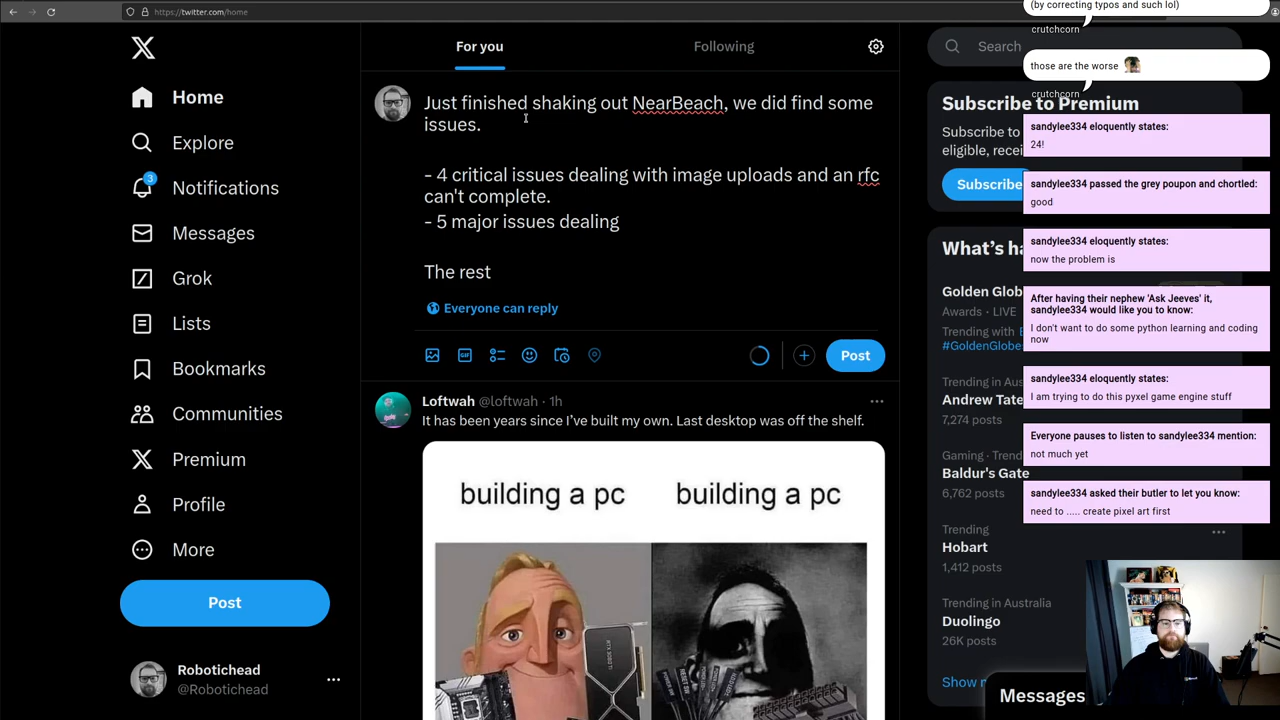 https://twitter.com/home
For you
Following
Search
Home
Explore
3
Notifications
Messages
Grok
Lists
Bookmarks
Communities
Premium
Profile
More
Post
Robotichead
@Robotichead
Just finished shaking out NearBeach, we did find some
issues.
- 4 critical issues dealing with image uploads and an rfc
can't complete.
- 5 major issues dealing
The rest
Everyone can reply
GIF
Post
Loftwah @loftwah · 1h
It has been years since I've built my own. Last desktop was off the shelf.
building a pc
building a pc
Subscribe to Premium
Subscribe to
eligible, recei
Subscribe
What's ha
Golden Glob
Awards · LIVE
Trending with
#GoldenGlobe
Trending in Aus
Andrew Tate
7,274 posts
Gaming · Trend
Baldur's Gate
6,762 posts
Trending
Hobart
1,412 posts
Trending in Australia
Duolingo
26K posts
Show m
Messages
(by correcting typos and such lol)
crutchcorn
those are the worse
crutchcorn
sandylee334 eloquently states:
24!
sandylee334 passed the grey poupon and chortled:
good
sandylee334 eloquently states:
now the problem is
After having their nephew 'Ask Jeeves' it,
sandylee334 would like you to know:
I don't want to do some python learning and coding
now
sandylee334 eloquently states:
I am trying to do this pyxel game engine stuff
Everyone pauses to listen to sandylee334 mention:
not much yet
sandylee334 asked their butler to let you know:
need to ..... create pixel art first